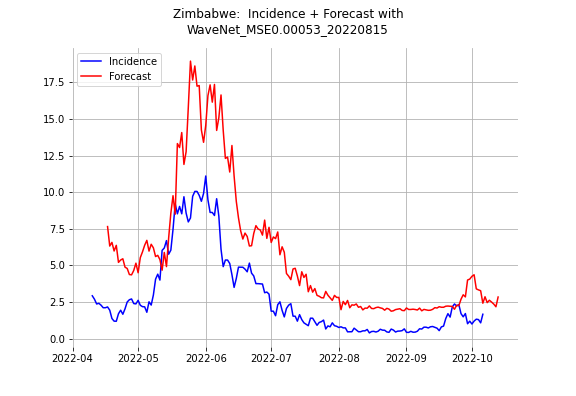 Zimbabwe:  Incidence + Forecast with
WaveNet_MSE0.00053_20220815
Incidence
Forecast
17.5
15.0
12.5
10.0
7.5
5.0
2.5
0.0
2022-04 2022-05 2022-06 2022-07 2022-08 2022-09 2022-10